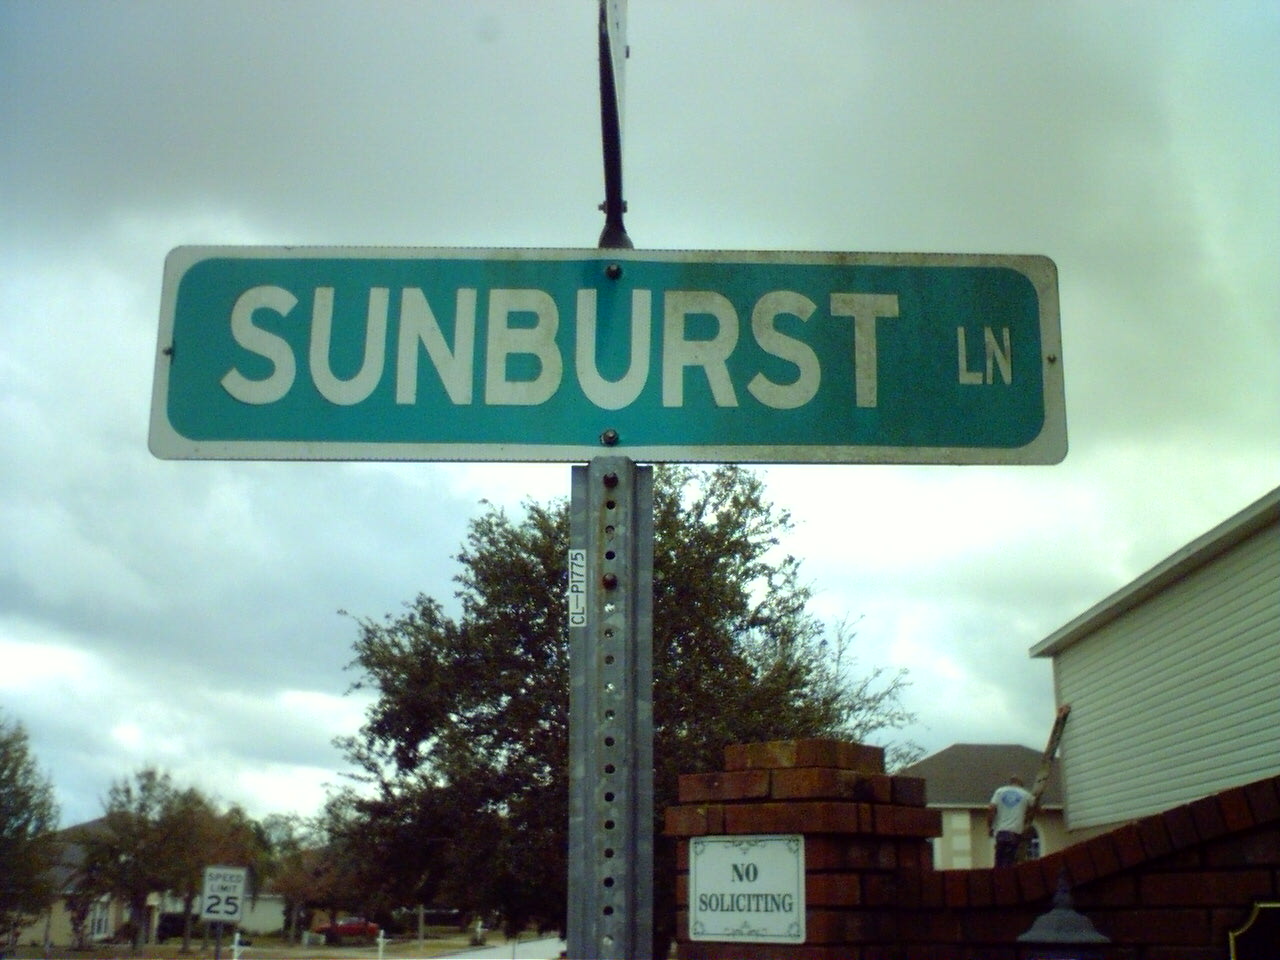 SUNBURST LN
CL-P1775
NO
SOLICITING
SPEED
LIMIT
25